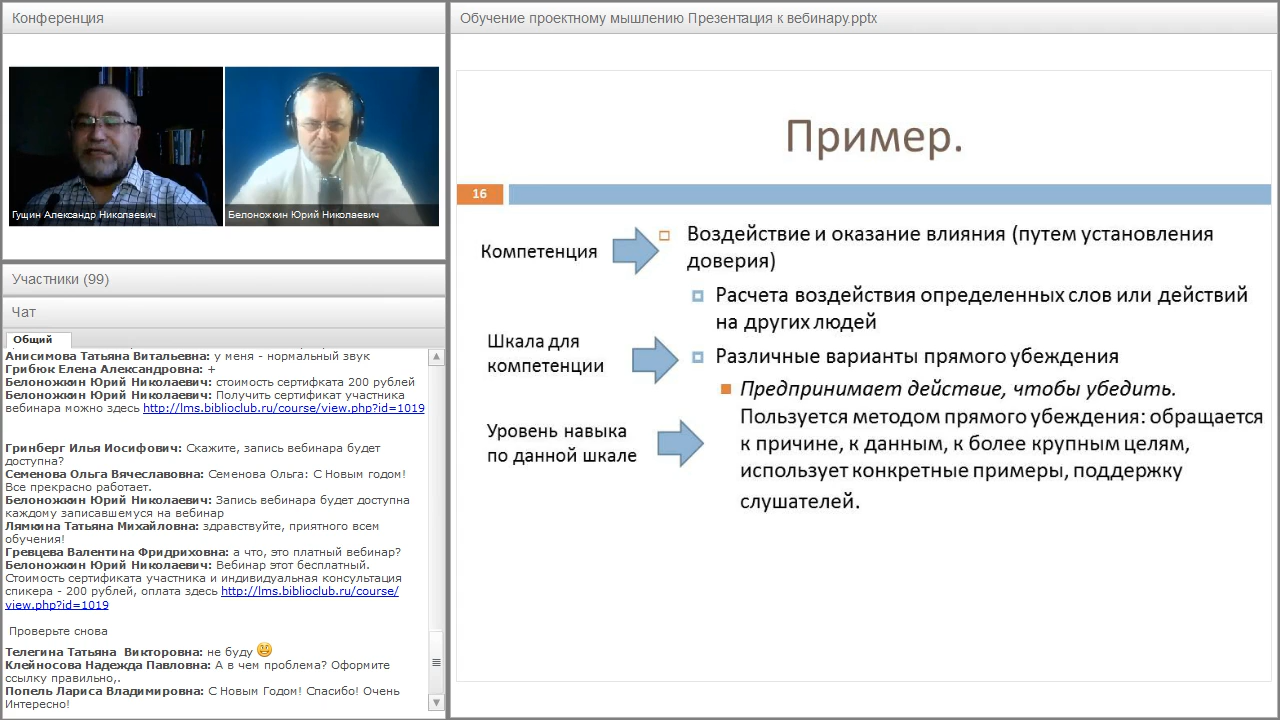 Конференция
Гущин Александр Николаевич
Белоножкин Юрий Николаевич
Участники (99)
Чат
Общий
Анисимова Татьяна Витальевна: у меня - нормальный звук
Грибюк Елена Александровна: +
Белоножкин Юрий Николаевич: стоимость сертифката 200 рублей
Белоножкин Юрий Николаевич: Получить сертификат участника
вебинара можно здесь http://lms.biblioclub.ru/course/view.php?id=1019
Гринберг Илья Иосифович: Скажите, запись вебинара будет
доступна?
Семенова Ольга Вячеславовна: Семенова Ольга: С Новым годом!
Все прекрасно работает.
Белоножкин Юрий Николаевич: Запись вебинара будет доступна
каждому записавшемуся на вебинар
Лямкина Татьяна Михайловна: здравствуйте, приятного всем
обучения!
Гревцева Валентина Фридриховна: а что, это платный вебинар?
Белоножкин Юрий Николаевич: Вебинар этот бесплатный.
Стоимость сертификата участника и индивидуальная консультация
спикера - 200 рублей, оплата здесь http://lms.biblioclub.ru/course/
view.php?id=1019
Проверьте снова
Телегина Татьяна Викторовна: не буду
Клейносова Надежда Павловна: А в чем проблема? Оформите
ссылку правильно,.
Попель Лариса Владимировна: С Новым Годом! Спасибо! Очень
Интересно!
Обучение проектному мышлению Презентация к вебинару.pptx
Пример.
16
Компетенция
Воздействие и оказание влияния (путем установления
доверия)
Расчета воздействия определенных слов или действий
на других людей
Шкала для
компетенции
Различные варианты прямого убеждения
Уровень навыка
по данной шкале
Предпринимает действие, чтобы убедить.
Пользуется методом прямого убеждения: обращается
к причине, к данным, к более крупным целям,
использует конкретные примеры, поддержку
слушателей.